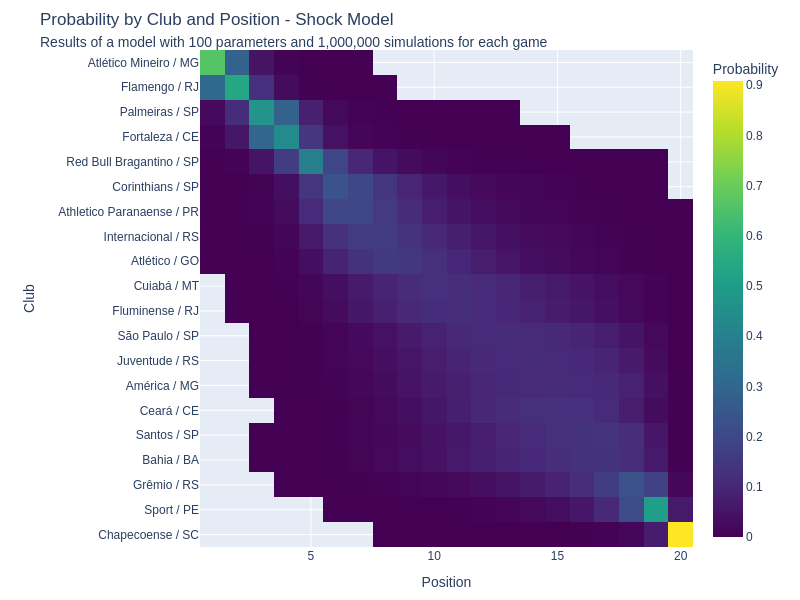 Probability by Club and Position - Shock Model
Results of a model with 100 parameters and 1,000,000 simulations for each game
Probability
Atlético Mineiro / MG
Flamengo / RJ
Palmeiras / SP
Fortaleza / CE
Red Bull Bragantino / SP
Corinthians / SP
Athletico Paranaense / PR
Internacional / RS
Atlético / GO
Cuiabá / MT
Fluminense / RJ
São Paulo / SP
Juventude / RS
América / MG
Ceará / CE
Santos / SP
Bahia / BA
Grêmio / RS
Sport / PE
Chapecoense / SC
Club
5
10
15
20
Position
0.9
0.8
0.7
0.6
0.5
0.4
0.3
0.2
0.1
0